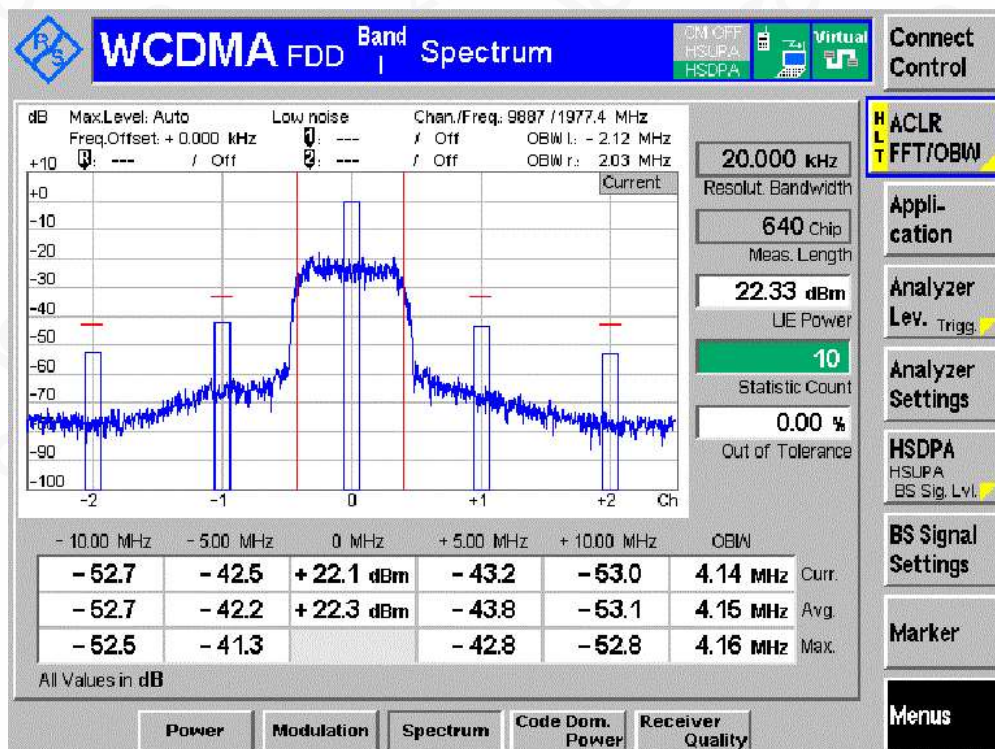 R S
WCDMA FDD Band I Spectrum
CM OFF
HSUPA
HSDPA
Virtual
Connect Control
dB Max.Level: Auto Low noise Chan./Freq.: 9887 / 1977.4 MHz
Freq.Offset: + 0.000 kHz 1: --- / Off OBW l.: - 2.12 MHz
+10 R: --- / Off 2: --- / Off OBW r.: 2.03 MHz
Current
+0
-10
-20
-30
-40
-50
-60
-70
-90
-100
-2 -1 0 +1 +2 Ch
20.000 kHz
Resolut. Bandwidth
640 Chip
Meas. Length
22.33 dBm
UE Power
10
Statistic Count
0.00 %
Out of Tolerance
- 10.00 MHz - 5.00 MHz 0 MHz + 5.00 MHz + 10.00 MHz OBW
- 52.7 - 42.5 + 22.1 dBm - 43.2 - 53.0 4.14 MHz Curr.
- 52.7 - 42.2 + 22.3 dBm - 43.8 - 53.1 4.15 MHz Avg.
- 52.5 - 41.3 - 42.8 - 52.8 4.16 MHz Max.
All Values in dB
HLT
ACLR
FFT/OBW
Appli-
cation
Analyzer
Lev. Trigg.
Analyzer
Settings
HSDPA
HSUPA
BS Sig. Lvl.
BS Signal
Settings
Marker
Menus
Power
Modulation
Spectrum
Code Dom.
Power
Receiver
Quality